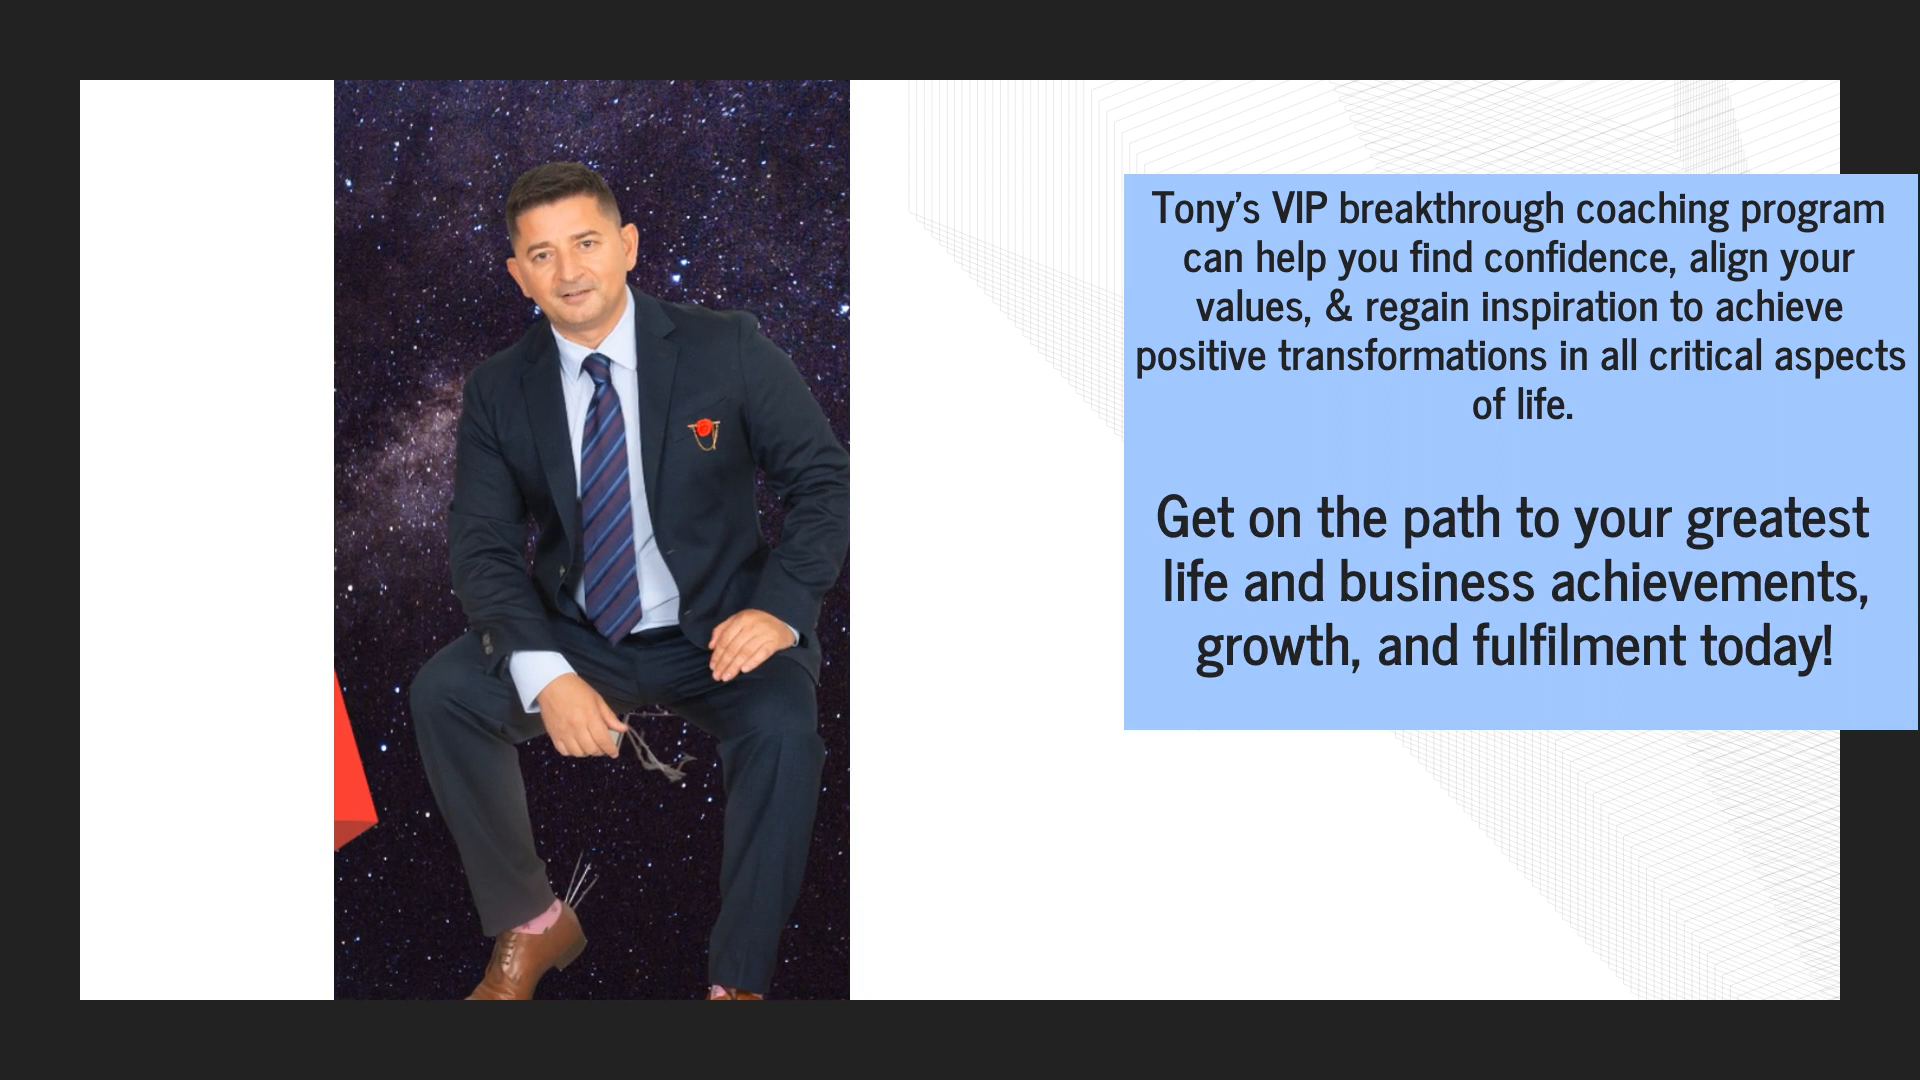 Tony's VIP breakthrough coaching program
can help you find confidence, align your
values, & regain inspiration to achieve
positive transformations in all critical aspects
of life.
Get on the path to your greatest
life and business achievements,
growth, and fulfilment today!